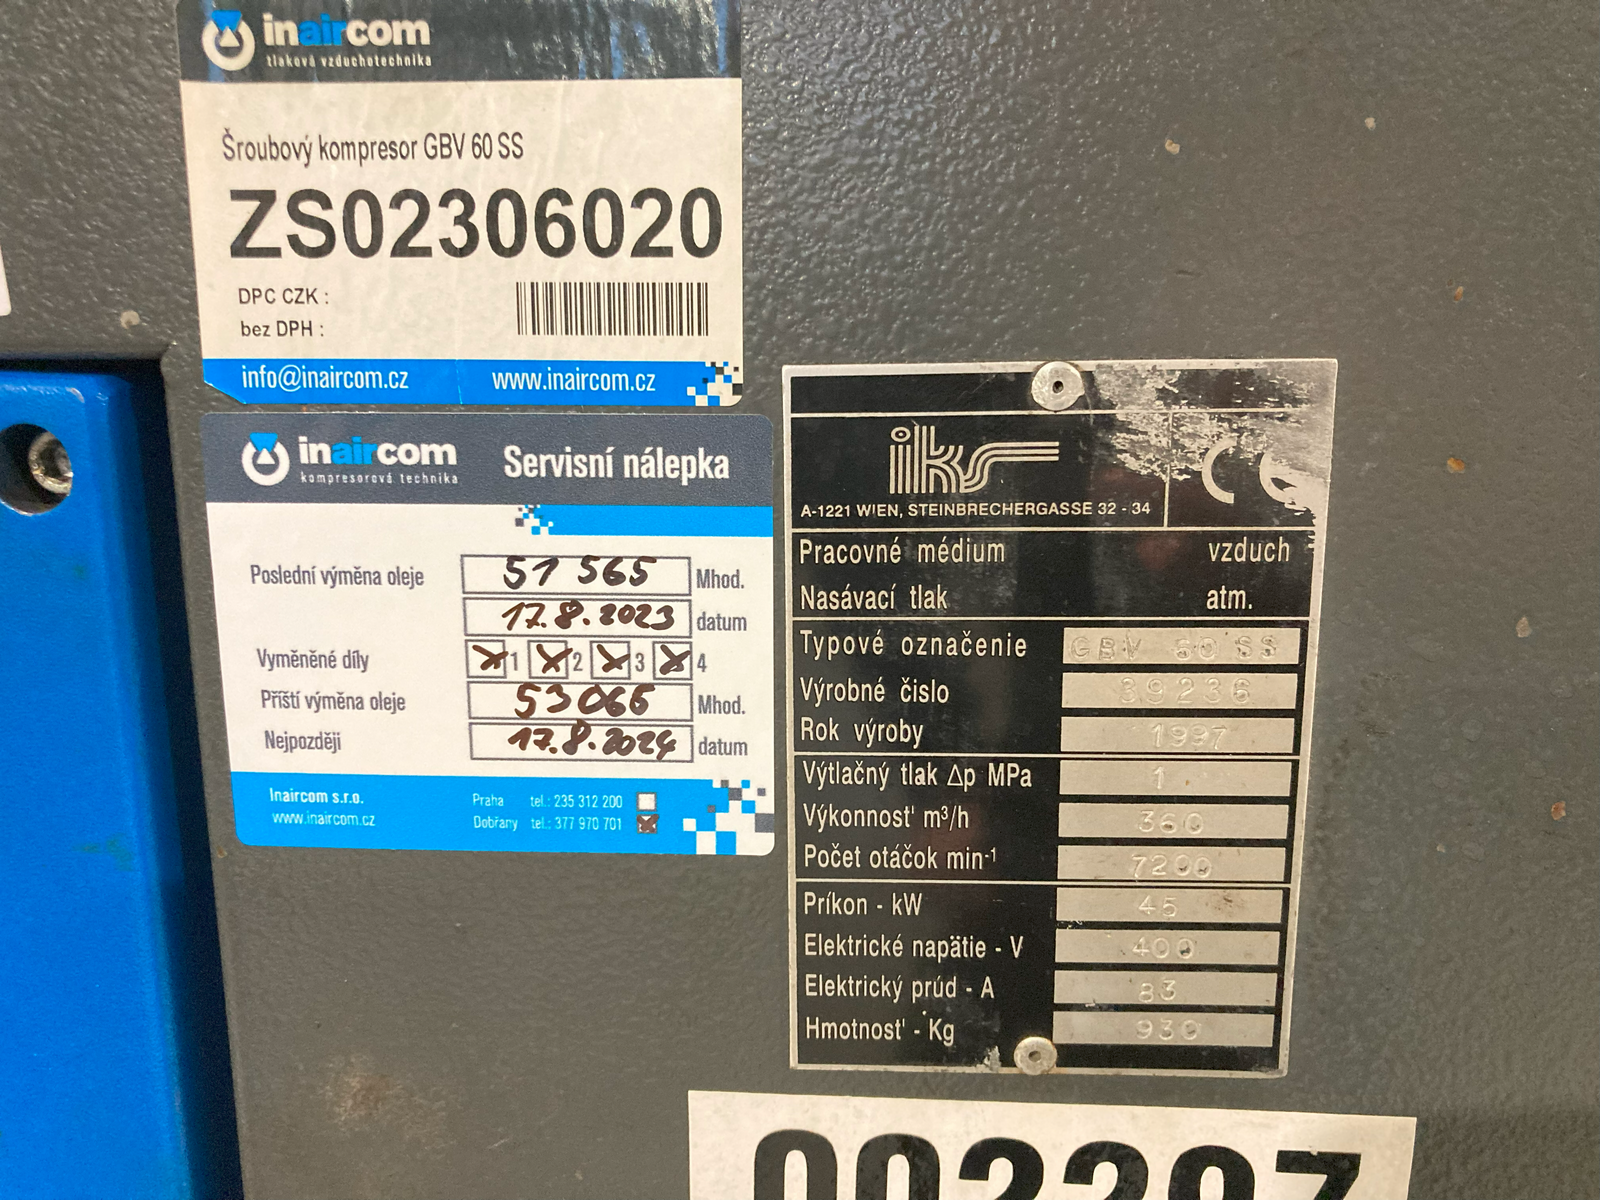 inaircom
tlaková vzduchotechnika
Šroubový kompresor GBV 60 SS
ZS02306020
DPC CZK :
bez DPH :
info@inaircom.cz www.inaircom.cz
inaircom
kompresorová technika
Servisní nálepka
Poslední výměna oleje 51 565 Mhod.
17.8.2023 datum
Vyměněné díly 1 2 3 4
Příští výměna oleje 53065 Mhod.
Nejpozději 17.8.2024 datum
Inaircom s.r.o.
www.inaircom.cz
Praha tel.: 235 312 200
Dobřany tel.: 377 970 701
iks
CE
A-1221 WIEN, STEINBRECHERGASSE 32 - 34
Pracovné médium vzduch
Nasávací tlak atm.
Typové označenie GBV 60 SS
Výrobné čislo 39236
Rok výroby 1997
Výtlačný tlak Δp MPa 1
Výkonnosť m³/h 360
Počet otáčok min⁻¹ 7200
Príkon - kW 45
Elektrické napätie - V 400
Elektrický prúd - A 83
Hmotnosť - Kg 930